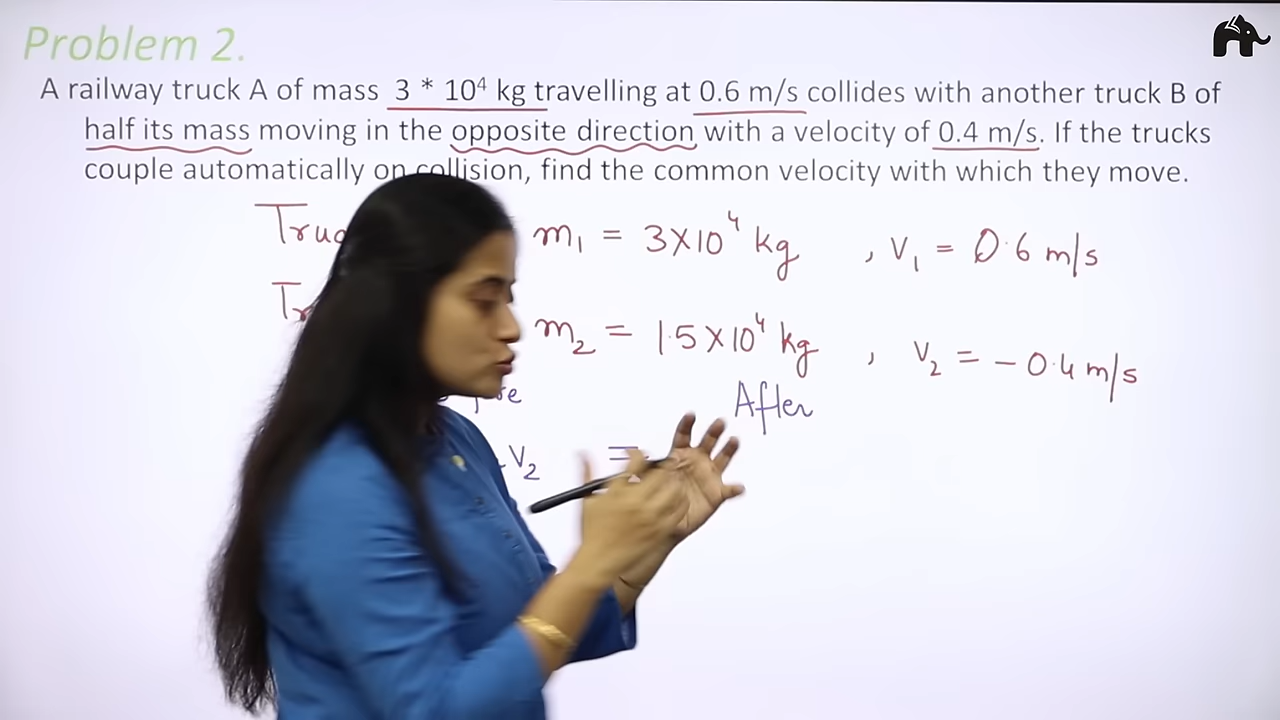 Problem 2.
A railway truck A of mass 3 * 10⁴ kg travelling at 0.6 m/s collides with another truck B of
half its mass moving in the opposite direction with a velocity of 0.4 m/s. If the trucks
couple automatically on collision, find the common velocity with which they move.
m₁ = 3×10⁴ kg , v₁ = 0.6 m/s
m₂ = 1.5×10⁴ kg , v₂ = -0.4 m/s
After
v₂ =